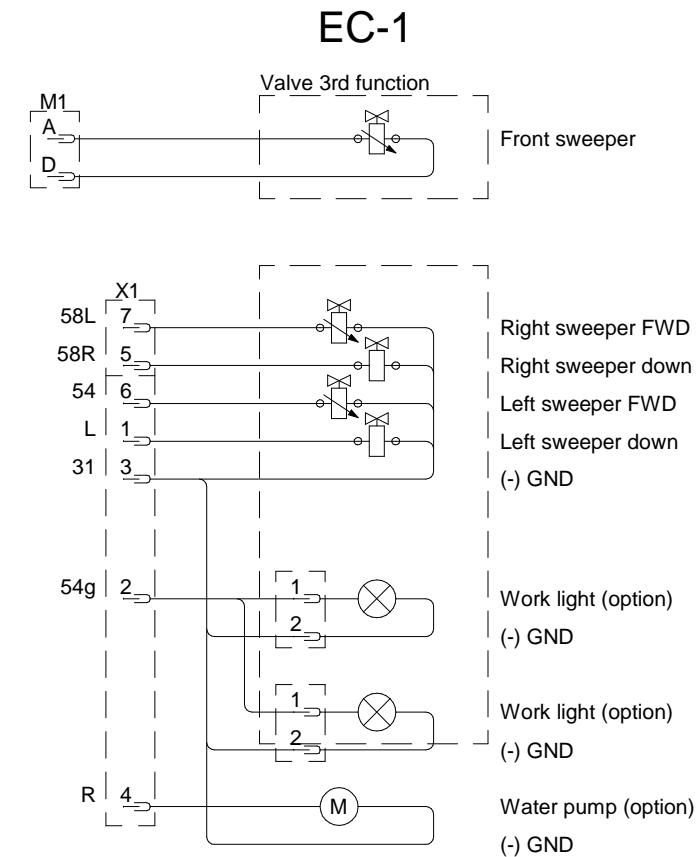 EC-1
Valve 3rd function
M1
A
Front sweeper
D
X1
58L 7 Right sweeper FWD
58R 5 Right sweeper down
54 6 Left sweeper FWD
L 1 Left sweeper down
31 3 (-) GND
54g 2 1 Work light (option)
2 (-) GND
1 Work light (option)
2 (-) GND
R 4 M Water pump (option)
(-) GND